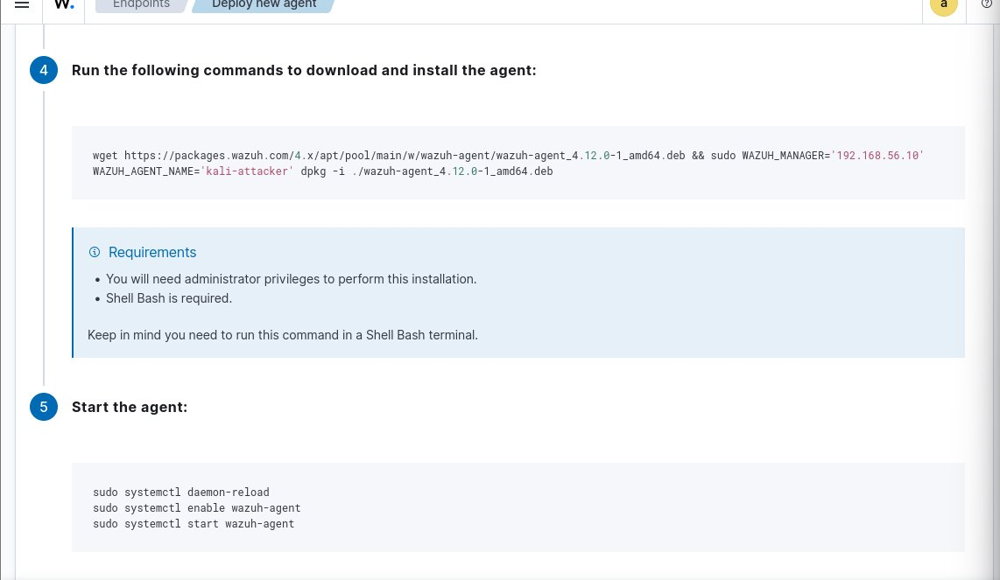 W.
Endpoints
Deploy new agent
a
4
Run the following commands to download and install the agent:
wget https://packages.wazuh.com/4.x/apt/pool/main/w/wazuh-agent/wazuh-agent_4.12.0-1_amd64.deb && sudo WAZUH_MANAGER='192.168.56.10'
WAZUH_AGENT_NAME='kali-attacker' dpkg -i ./wazuh-agent_4.12.0-1_amd64.deb
Requirements
• You will need administrator privileges to perform this installation.
• Shell Bash is required.
Keep in mind you need to run this command in a Shell Bash terminal.
5
Start the agent:
sudo systemctl daemon-reload
sudo systemctl enable wazuh-agent
sudo systemctl start wazuh-agent